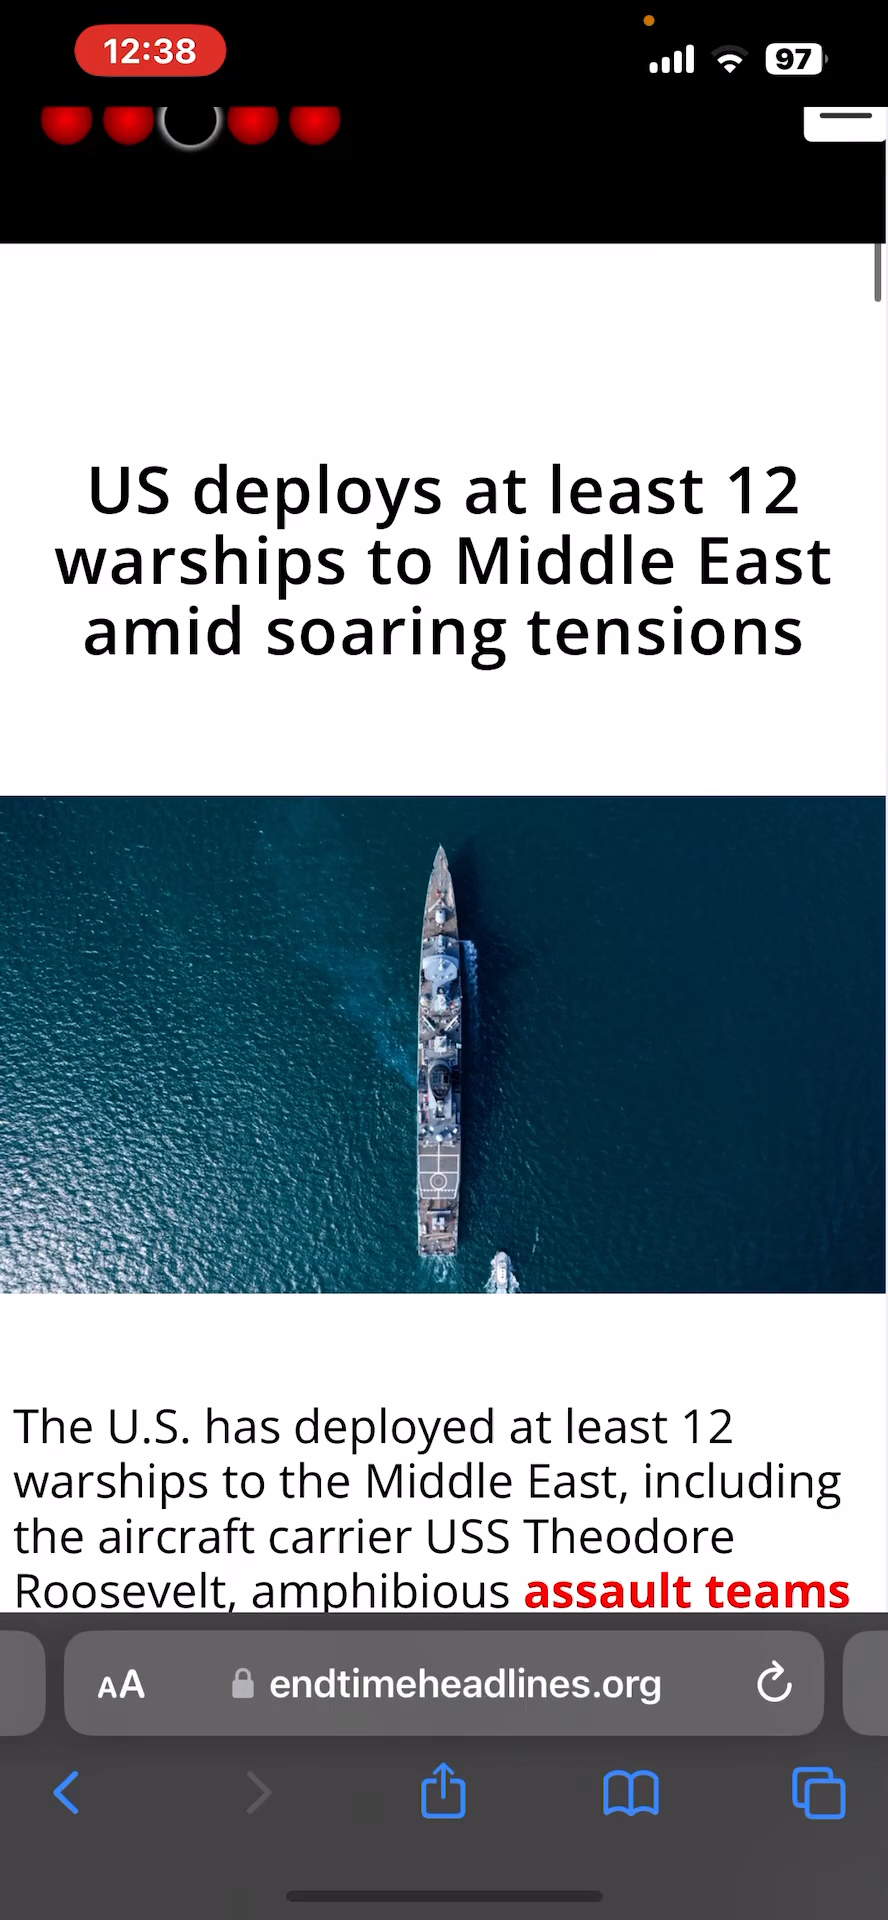 12:38
97
US deploys at least 12
warships to Middle East
amid soaring tensions
The U.S. has deployed at least 12
warships to the Middle East, including
the aircraft carrier USS Theodore
Roosevelt, amphibious assault teams
AA endtimeheadlines.org